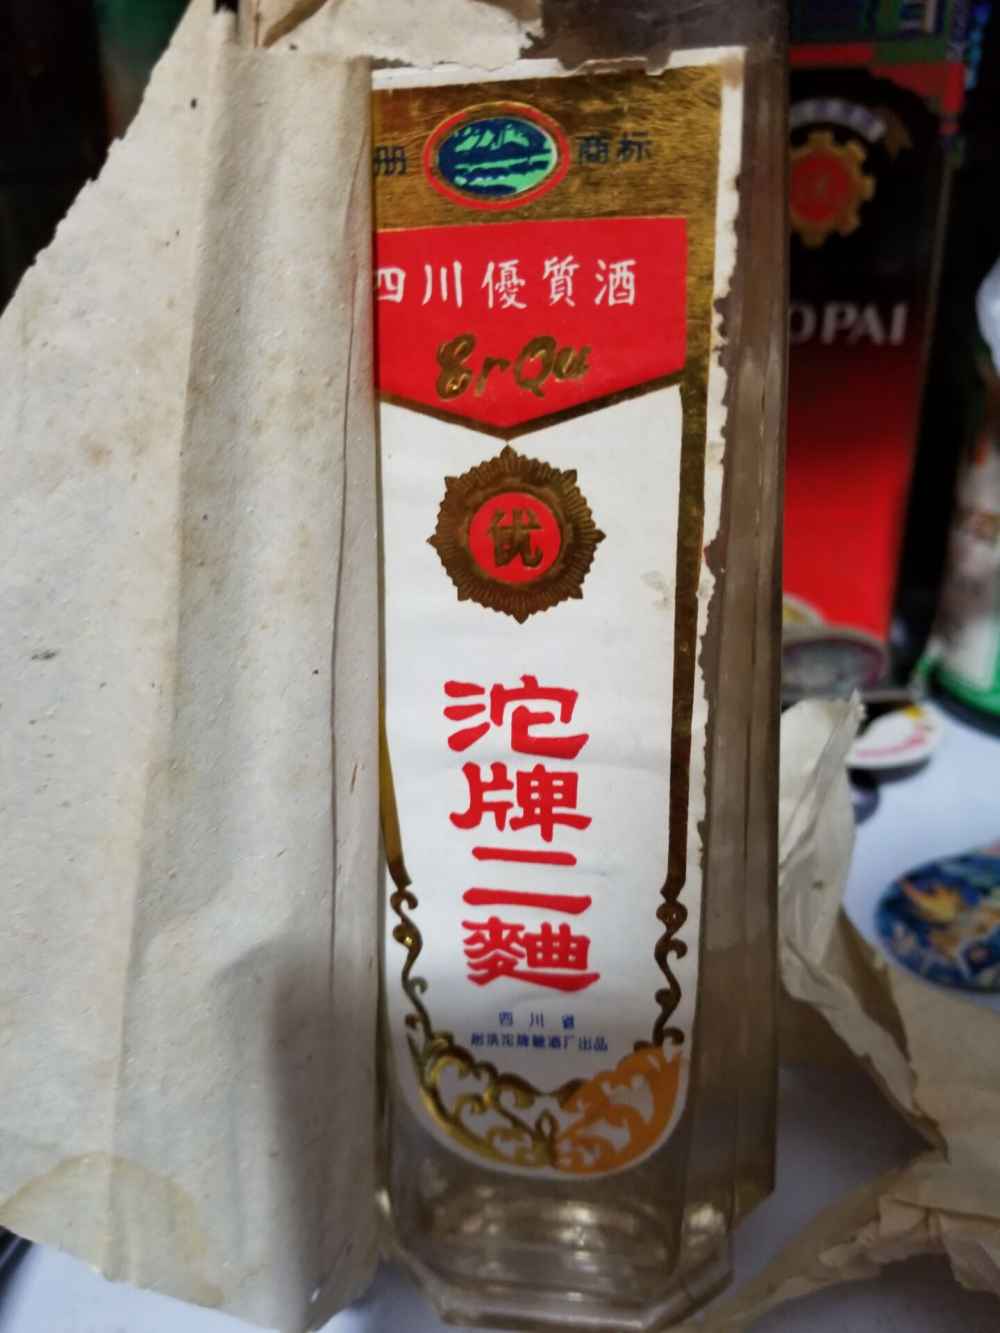 册 商标
四川優質酒
ErQu
优
沱牌二麯
四川省
射洪沱牌麯酒厂出品
OPAI